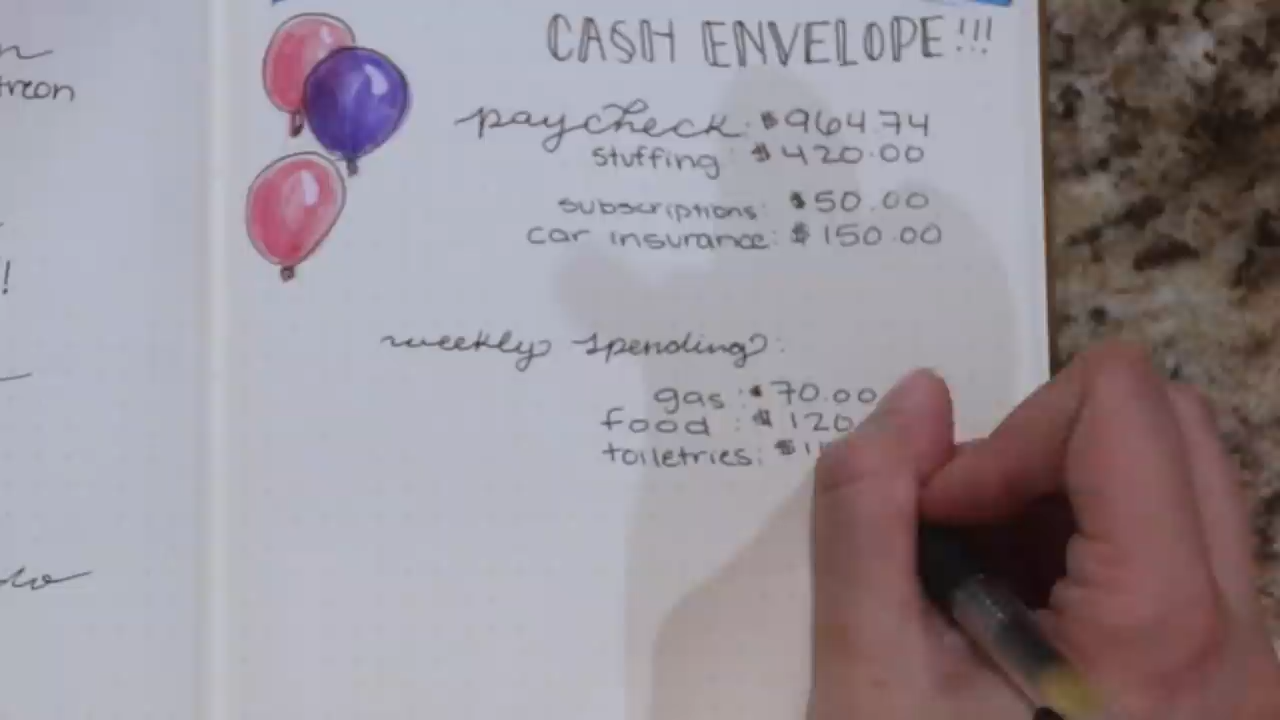 CASH ENVELOPE!!!
paycheck: $964.74
stuffing: $420.00
subscriptions: $50.00
car insurance: $150.00
weekly spending:
gas: $70.00
food: $120
toiletries: